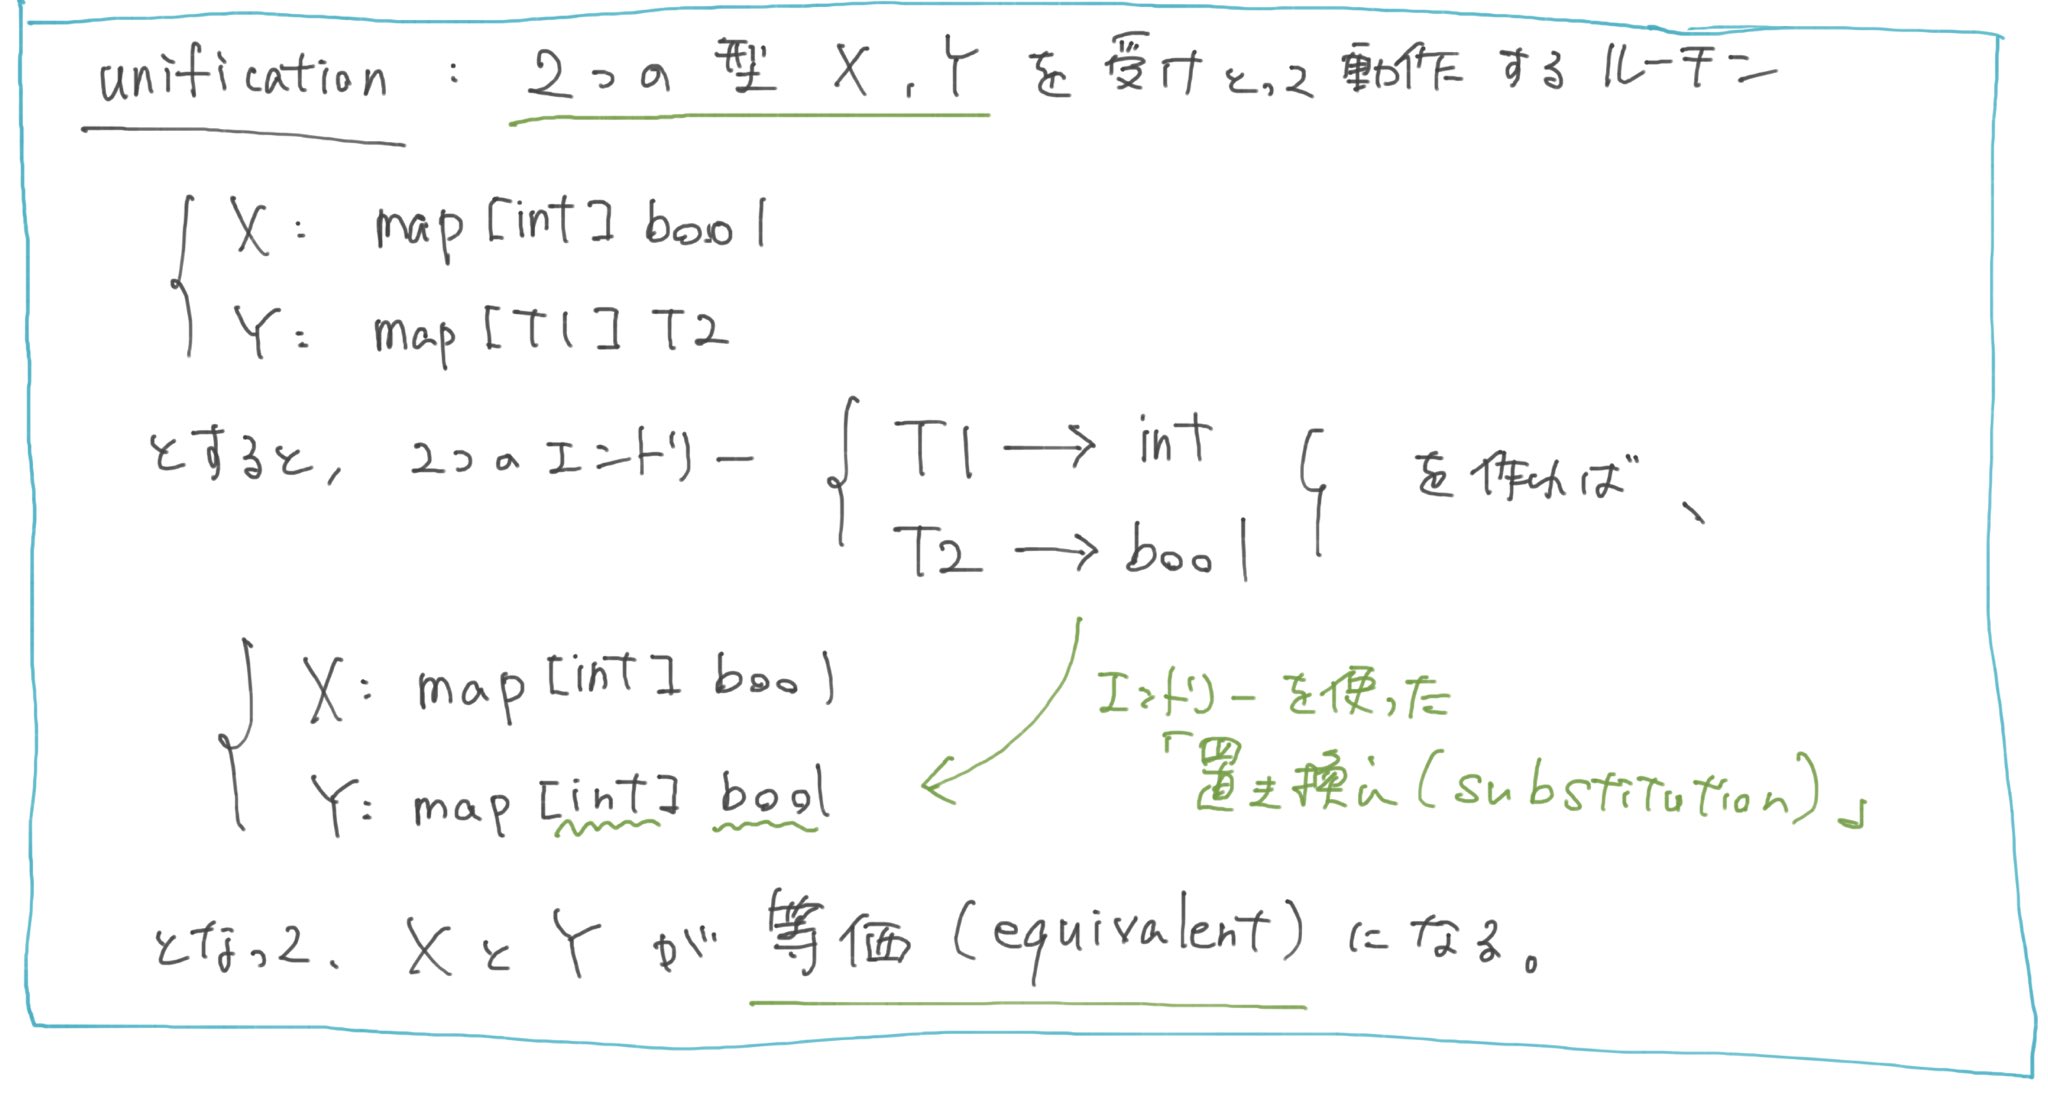 unification : 2つの型 X, Y を受けとって動作するルーチン
X: map[int]bool
Y: map[T1]T2
とすると, 2つのエントリー
T1 → int
T2 → bool
を作れば、
X: map[int]bool
Y: map[int]bool
エントリーを使った
「置き換え(substitution)」
となって、XとYが等価(equivalent)になる。